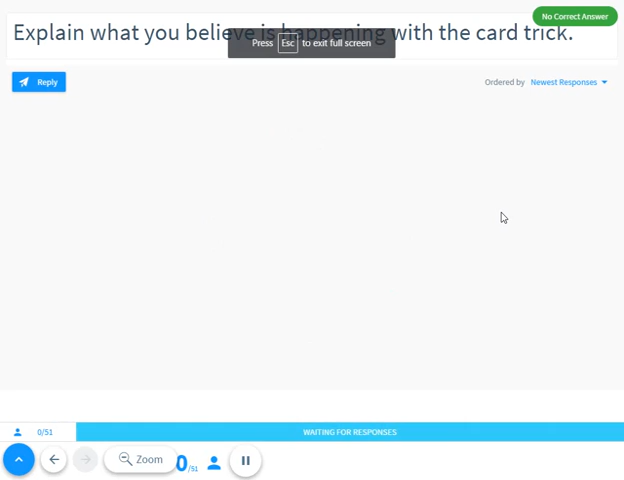 No Correct Answer
Explain what you believe is happening with the card trick.
Press Esc to exit full screen
Reply
Ordered by Newest Responses
0/51
WAITING FOR RESPONSES
Zoom
0/51